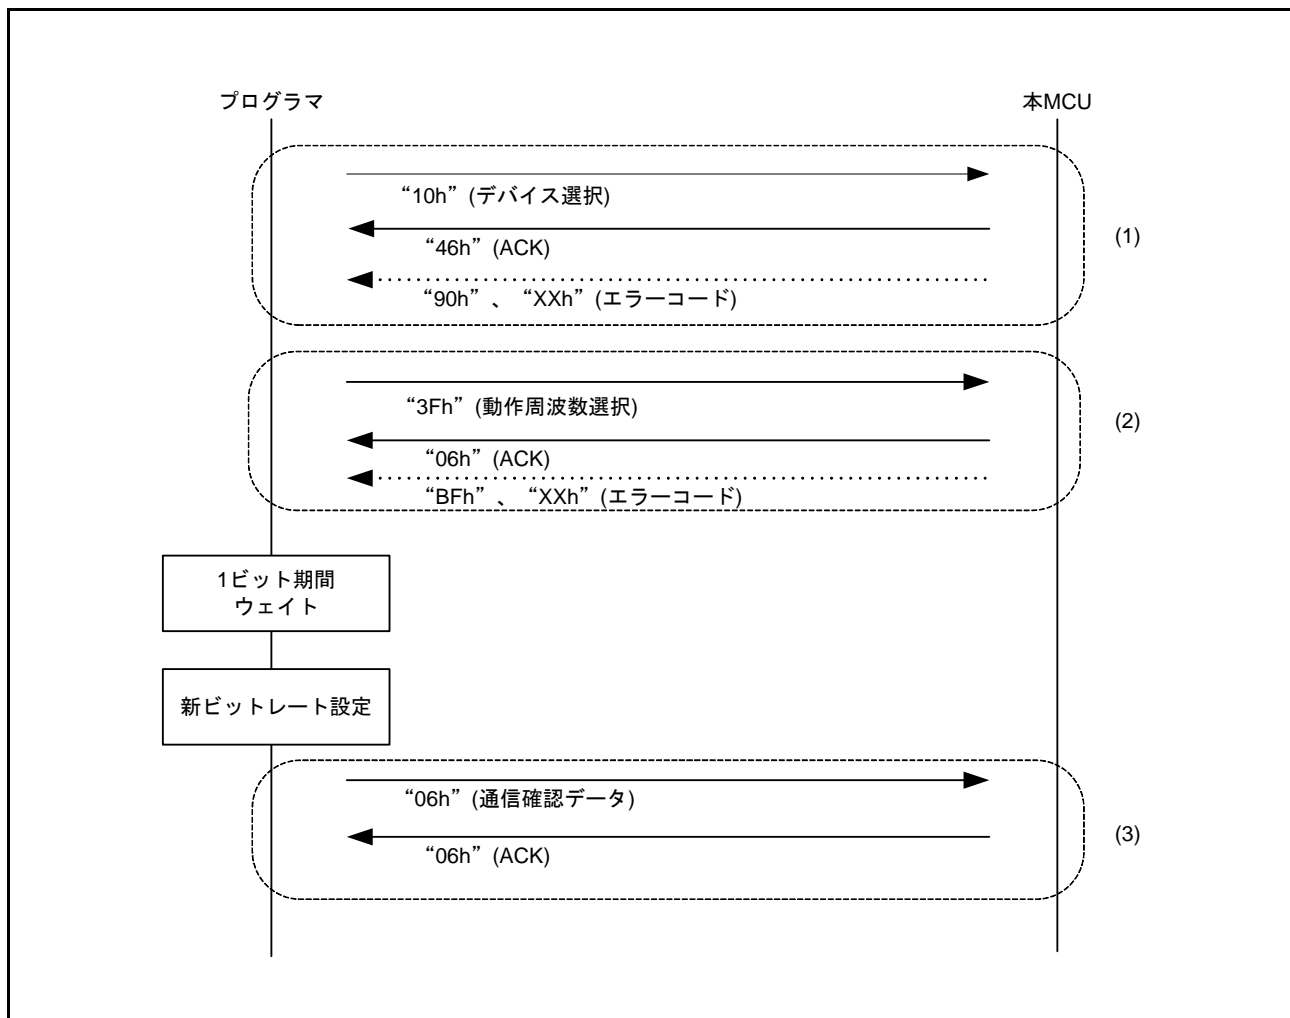 プログラマ
本MCU
“10h” (デバイス選択)
“46h” (ACK)
(1)
“90h” 、 “XXh” (エラーコード)
“3Fh” (動作周波数選択)
(2)
“06h” (ACK)
“BFh” 、 “XXh” (エラーコード)
1ビット期間
ウェイト
新ビットレート設定
“06h” (通信確認データ)
(3)
“06h” (ACK)